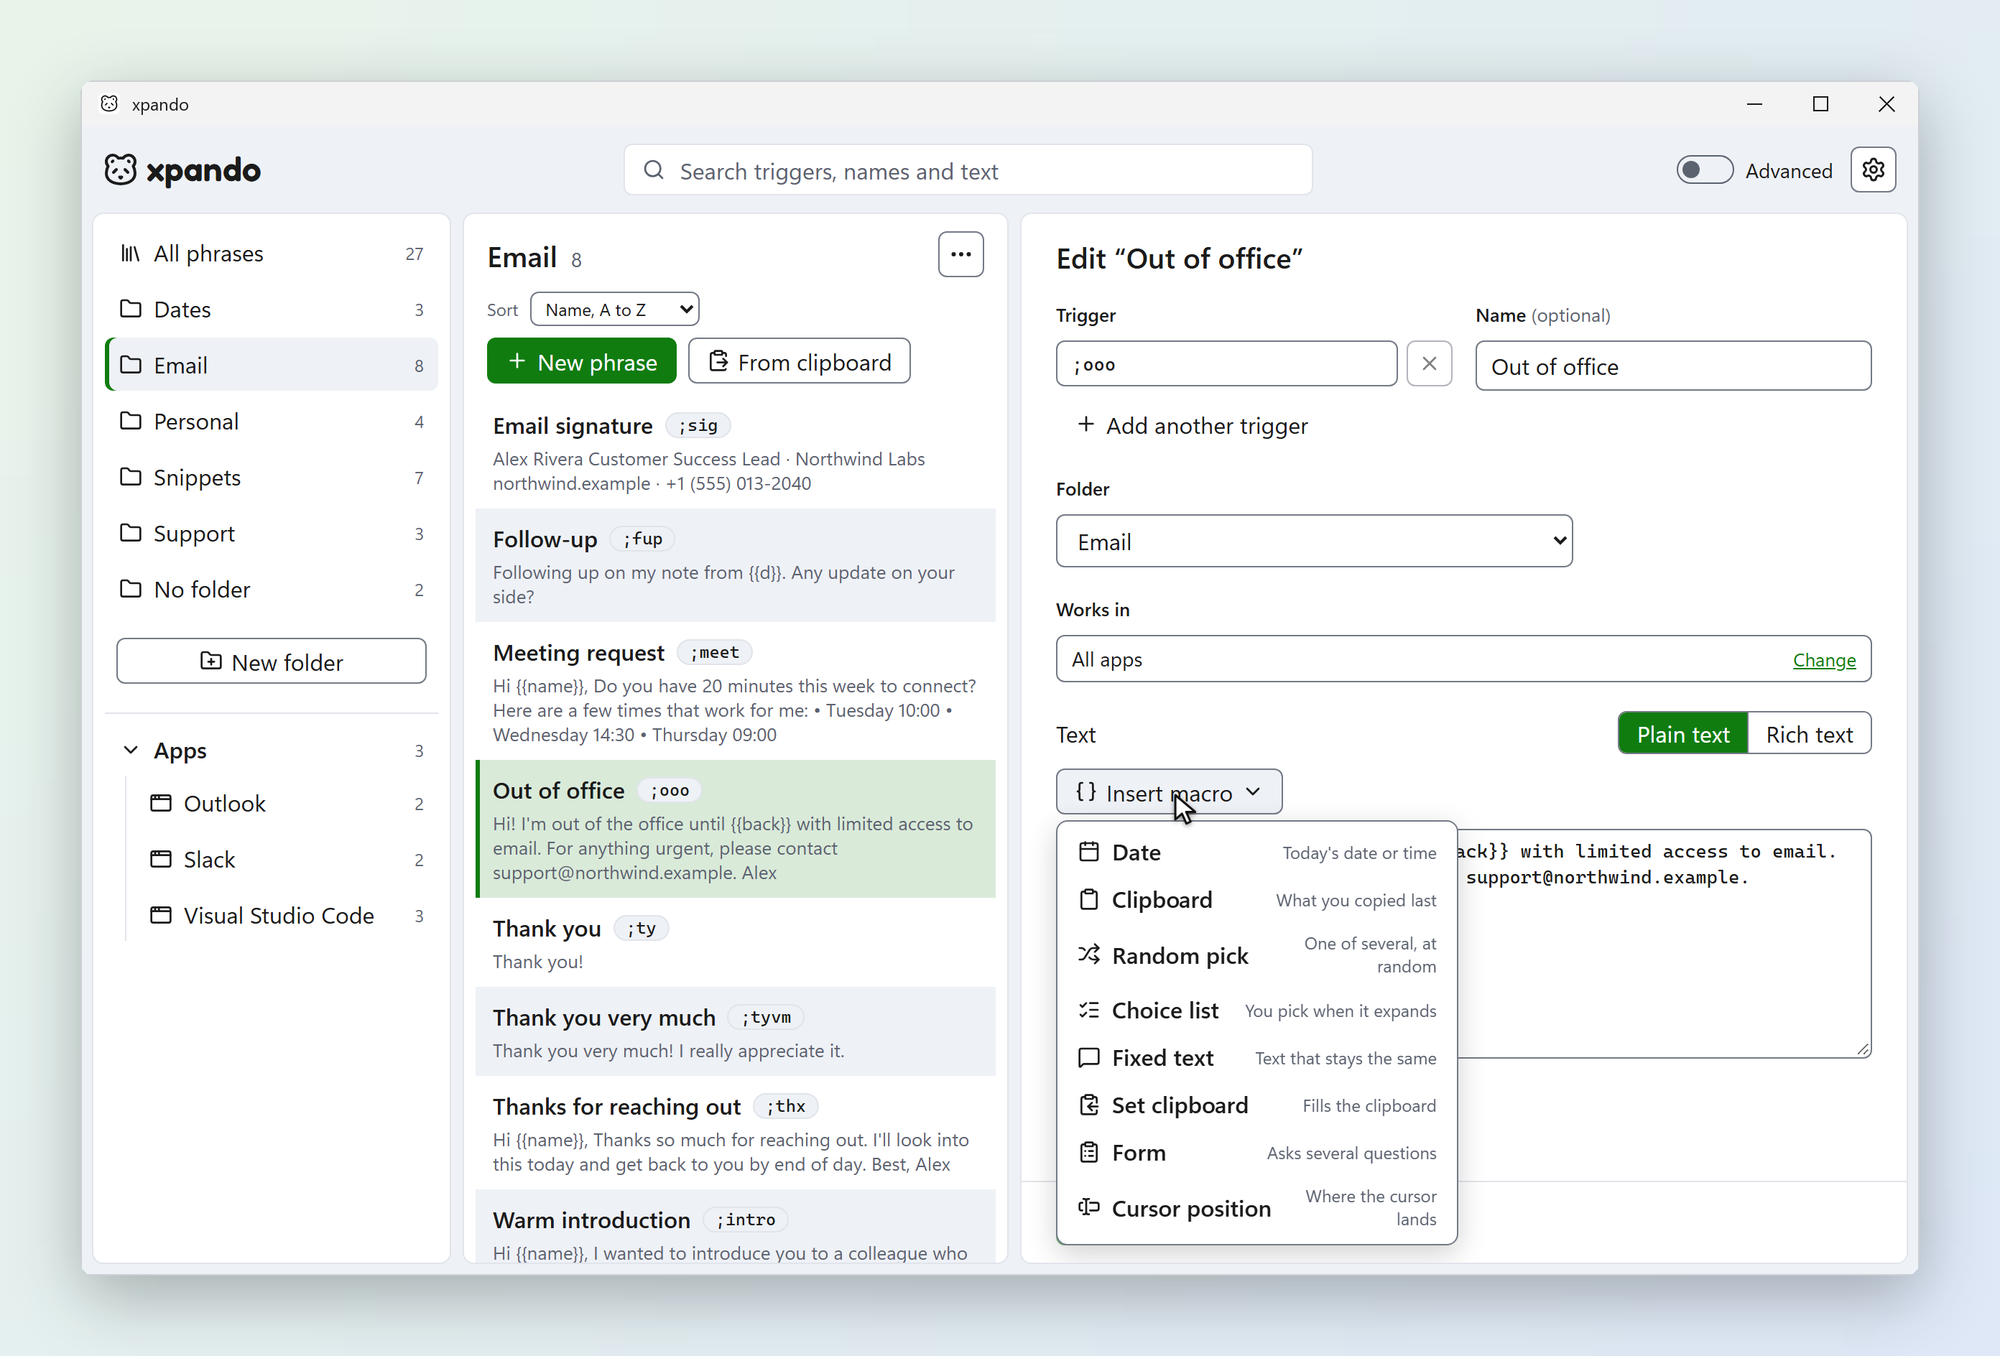 xpando
xpando
Search triggers, names and text
Advanced
All phrases 27
Dates 3
Email 8
Personal 4
Snippets 7
Support 3
No folder 2
New folder
Apps 3
Outlook 2
Slack 2
Visual Studio Code 3
Email 8
Sort Name, A to Z
New phrase
From clipboard
Email signature ;sig
Alex Rivera Customer Success Lead · Northwind Labs
northwind.example · +1 (555) 013-2040
Follow-up ;fup
Following up on my note from {{d}}. Any update on your
side?
Meeting request ;meet
Hi {{name}}, Do you have 20 minutes this week to connect?
Here are a few times that work for me: • Tuesday 10:00 •
Wednesday 14:30 • Thursday 09:00
Out of office ;ooo
Hi! I'm out of the office until {{back}} with limited access to
email. For anything urgent, please contact
support@northwind.example. Alex
Thank you ;ty
Thank you!
Thank you very much ;tyvm
Thank you very much! I really appreciate it.
Thanks for reaching out ;thx
Hi {{name}}, Thanks so much for reaching out. I'll look into
this today and get back to you by end of day. Best, Alex
Warm introduction ;intro
Hi {{name}}, I wanted to introduce you to a colleague who
Edit “Out of office”
Trigger
;ooo
Name (optional)
Out of office
Add another trigger
Folder
Email
Works in
All apps Change
Text
Plain text Rich text
{} Insert macro
ack}} with limited access to email.
support@northwind.example.
Date Today's date or time
Clipboard What you copied last
Random pick One of several, at
random
Choice list You pick when it expands
Fixed text Text that stays the same
Set clipboard Fills the clipboard
Form Asks several questions
Cursor position Where the cursor
lands